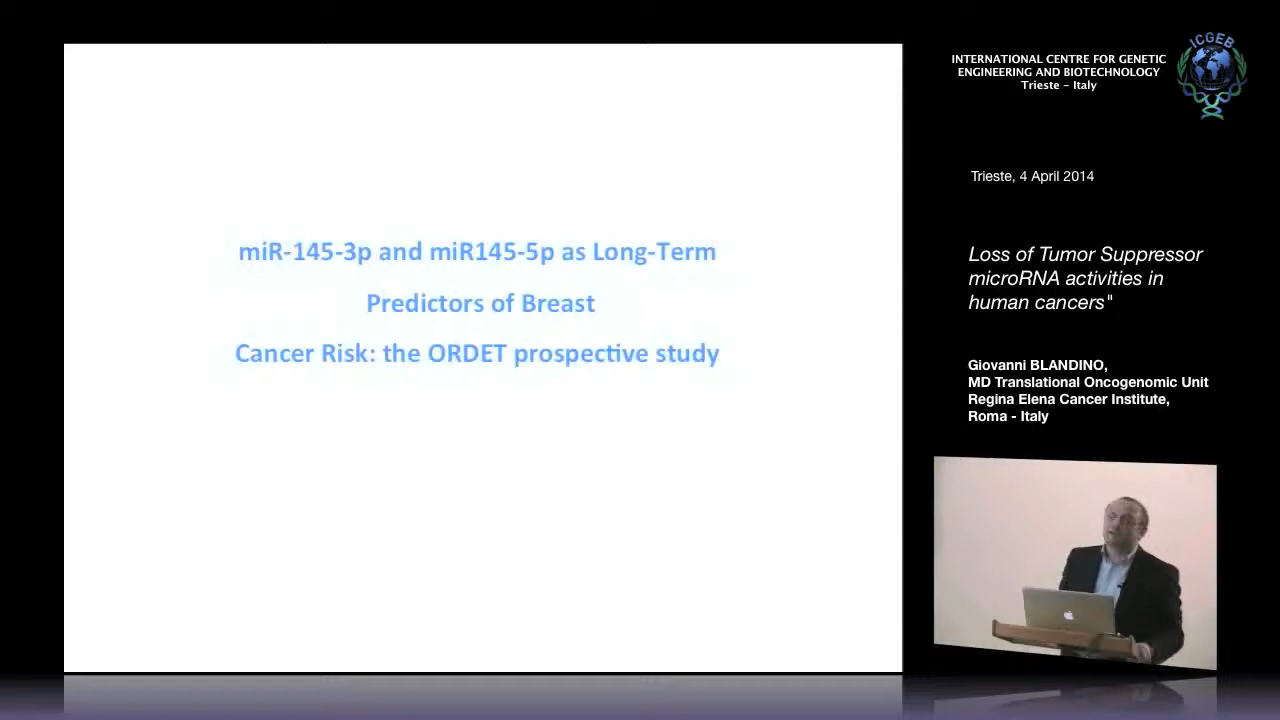 miR-145-3p and miR145-5p as Long-Term
Predictors of Breast
Cancer Risk: the ORDET prospective study
INTERNATIONAL CENTRE FOR GENETIC
ENGINEERING AND BIOTECHNOLOGY
Trieste - Italy
ICGEB
Trieste, 4 April 2014
Loss of Tumor Suppressor
microRNA activities in
human cancers"
Giovanni BLANDINO,
MD Translational Oncogenomic Unit
Regina Elena Cancer Institute,
Roma - Italy